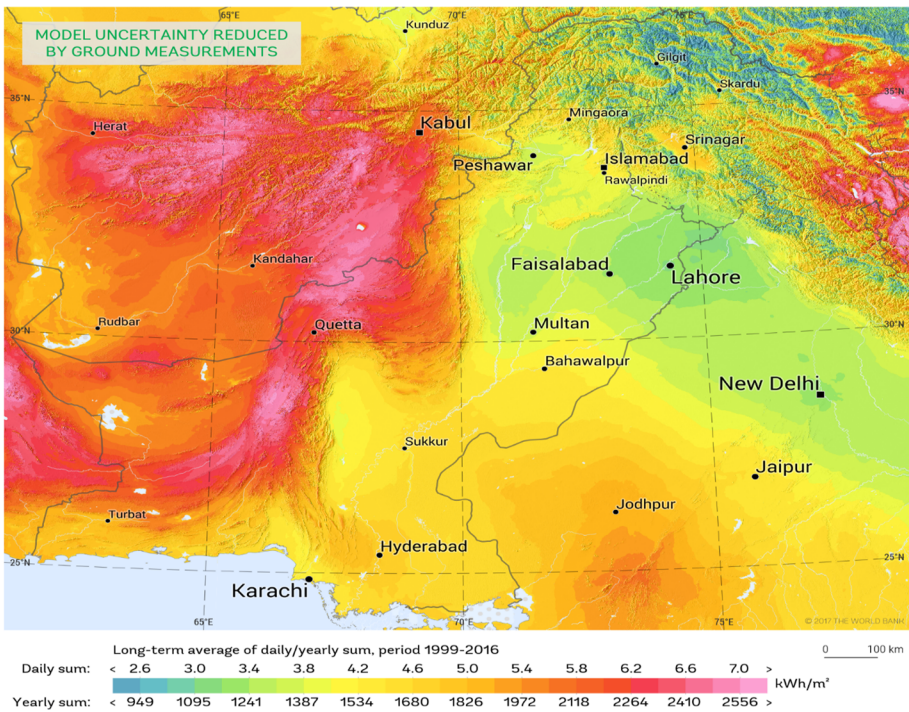 65°E
70°E
75°E
MODEL UNCERTAINTY REDUCED
BY GROUND MEASUREMENTS
Kunduz
Gilgit
Skardu
35°N
35°N
Herat
Kabul
Mingaora
Srinagar
Peshawar
Islamabad
Rawalpindi
Kandahar
Faisalabad
Lahore
Rudbar
Quetta
Multan
30°N
30°N
Bahawalpur
New Delhi
Sukkur
Jaipur
Turbat
Jodhpur
Hyderabad
25°N
25°N
Karachi
65°E
70°E
75°E
© 2017 THE WORLD BANK
Long-term average of daily/yearly sum, period 1999-2016
0 100 km
Daily sum: < 2.6 3.0 3.4 3.8 4.2 4.6 5.0 5.4 5.8 6.2 6.6 7.0 >
kWh/m²
Yearly sum: < 949 1095 1241 1387 1534 1680 1826 1972 2118 2264 2410 2556 >